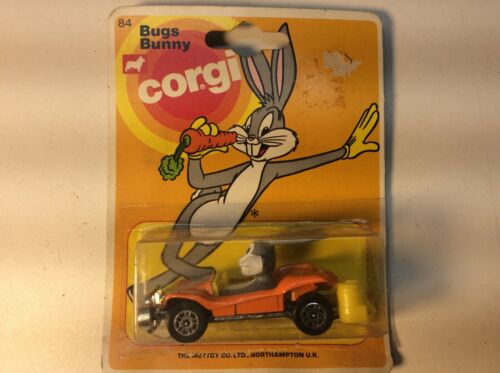 84
Bugs
Bunny
corgi®
*
THE METTOY CO. LTD., NORTHAMPTON U.K.